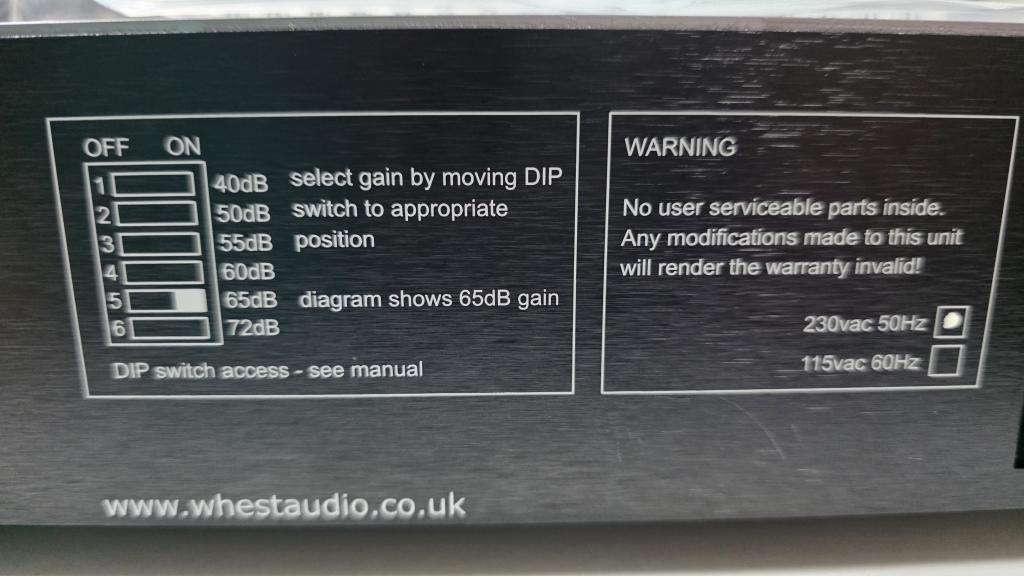 OFF ON
1 40dB select gain by moving DIP
2 50dB switch to appropriate
3 55dB position
4 60dB
5 65dB diagram shows 65dB gain
6 72dB
DIP switch access - see manual
WARNING
No user serviceable parts inside.
Any modifications made to this unit
will render the warranty invalid!
230vac 50Hz
115vac 60Hz
www.whestaudio.co.uk